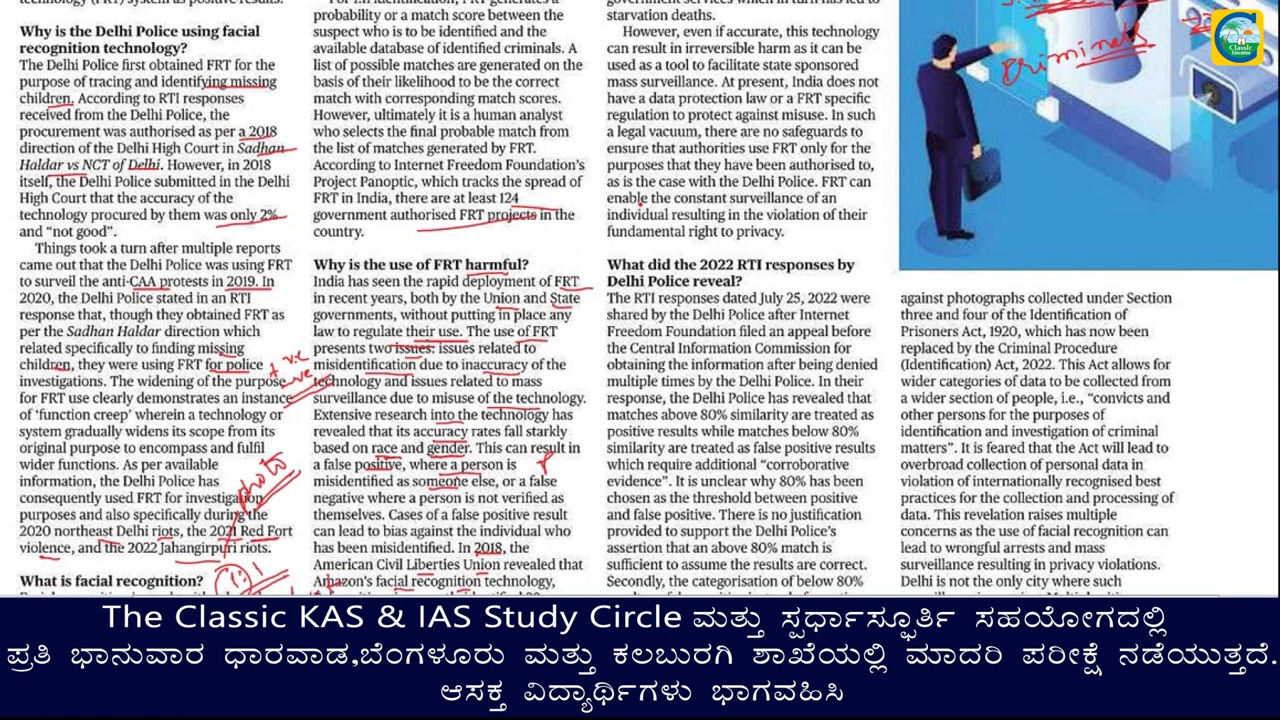 technology (FRT) system as positive results.
Why is the Delhi Police using facial
recognition technology?
The Delhi Police first obtained FRT for the
purpose of tracing and identifying missing
children. According to RTI responses
received from the Delhi Police, the
procurement was authorised as per a 2018
direction of the Delhi High Court in Sadhan
Haldar vs NCT of Delhi. However, in 2018
itself, the Delhi Police submitted in the Delhi
High Court that the accuracy of the
technology procured by them was only 2%
and “not good”.
Things took a turn after multiple reports
came out that the Delhi Police was using FRT
to surveil the anti-CAA protests in 2019. In
2020, the Delhi Police stated in an RTI
response that, though they obtained FRT as
per the Sadhan Haldar direction which
related specifically to finding missing
children, they were using FRT for police
investigations. The widening of the purpose
for FRT use clearly demonstrates an instance
of ‘function creep’ wherein a technology or
system gradually widens its scope from its
original purpose to encompass and fulfil
wider functions. As per available
information, the Delhi Police has
consequently used FRT for investigation
purposes and also specifically during the
2020 northeast Delhi riots, the 2021 Red Fort
violence, and the 2022 Jahangirpuri riots.
What is facial recognition?
+ve
-ve
photo
1:1
For 1:1 identification, FRT generates a
probability or a match score between the
suspect who is to be identified and the
available database of identified criminals. A
list of possible matches are generated on the
basis of their likelihood to be the correct
match with corresponding match scores.
However, ultimately it is a human analyst
who selects the final probable match from
the list of matches generated by FRT.
According to Internet Freedom Foundation’s
Project Panoptic, which tracks the spread of
FRT in India, there are at least 124
government authorised FRT projects in the
country.
Why is the use of FRT harmful?
India has seen the rapid deployment of FRT
in recent years, both by the Union and State
governments, without putting in place any
law to regulate their use. The use of FRT
presents two issues: issues related to
misidentification due to inaccuracy of the
technology and issues related to mass
surveillance due to misuse of the technology.
Extensive research into the technology has
revealed that its accuracy rates fall starkly
based on race and gender. This can result in
a false positive, where a person is
misidentified as someone else, or a false
negative where a person is not verified as
themselves. Cases of a false positive result
can lead to bias against the individual who
has been misidentified. In 2018, the
American Civil Liberties Union revealed that
Amazon’s facial recognition technology,
government services which in turn has led to
starvation deaths.
However, even if accurate, this technology
can result in irreversible harm as it can be
used as a tool to facilitate state sponsored
mass surveillance. At present, India does not
have a data protection law or a FRT specific
regulation to protect against misuse. In such
a legal vacuum, there are no safeguards to
ensure that authorities use FRT only for the
purposes that they have been authorised to,
as is the case with the Delhi Police. FRT can
enable the constant surveillance of an
individual resulting in the violation of their
fundamental right to privacy.
What did the 2022 RTI responses by
Delhi Police reveal?
The RTI responses dated July 25, 2022 were
shared by the Delhi Police after Internet
Freedom Foundation filed an appeal before
the Central Information Commission for
obtaining the information after being denied
multiple times by the Delhi Police. In their
response, the Delhi Police has revealed that
matches above 80% similarity are treated as
positive results while matches below 80%
similarity are treated as false positive results
which require additional “corroborative
evidence”. It is unclear why 80% has been
chosen as the threshold between positive
and false positive. There is no justification
provided to support the Delhi Police’s
assertion that an above 80% match is
sufficient to assume the results are correct.
Secondly, the categorisation of below 80%
criminals
Classic
Education
against photographs collected under Section
three and four of the Identification of
Prisoners Act, 1920, which has now been
replaced by the Criminal Procedure
(Identification) Act, 2022. This Act allows for
wider categories of data to be collected from
a wider section of people, i.e., “convicts and
other persons for the purposes of
identification and investigation of criminal
matters”. It is feared that the Act will lead to
overbroad collection of personal data in
violation of internationally recognised best
practices for the collection and processing of
data. This revelation raises multiple
concerns as the use of facial recognition can
lead to wrongful arrests and mass
surveillance resulting in privacy violations.
Delhi is not the only city where such
The Classic KAS & IAS Study Circle ಮತ್ತು ಸ್ಪರ್ಧಾಸ್ಫೂರ್ತಿ ಸಹಯೋಗದಲ್ಲಿ
ಪ್ರತಿ ಭಾನುವಾರ ಧಾರವಾಡ,ಬೆಂಗಳೂರು ಮತ್ತು ಕಲಬುರಗಿ ಶಾಖೆಯಲ್ಲಿ ಮಾದರಿ ಪರೀಕ್ಷೆ ನಡೆಯುತ್ತದೆ.
ಆಸಕ್ತ ವಿದ್ಯಾರ್ಥಿಗಳು ಭಾಗವಹಿಸಿ